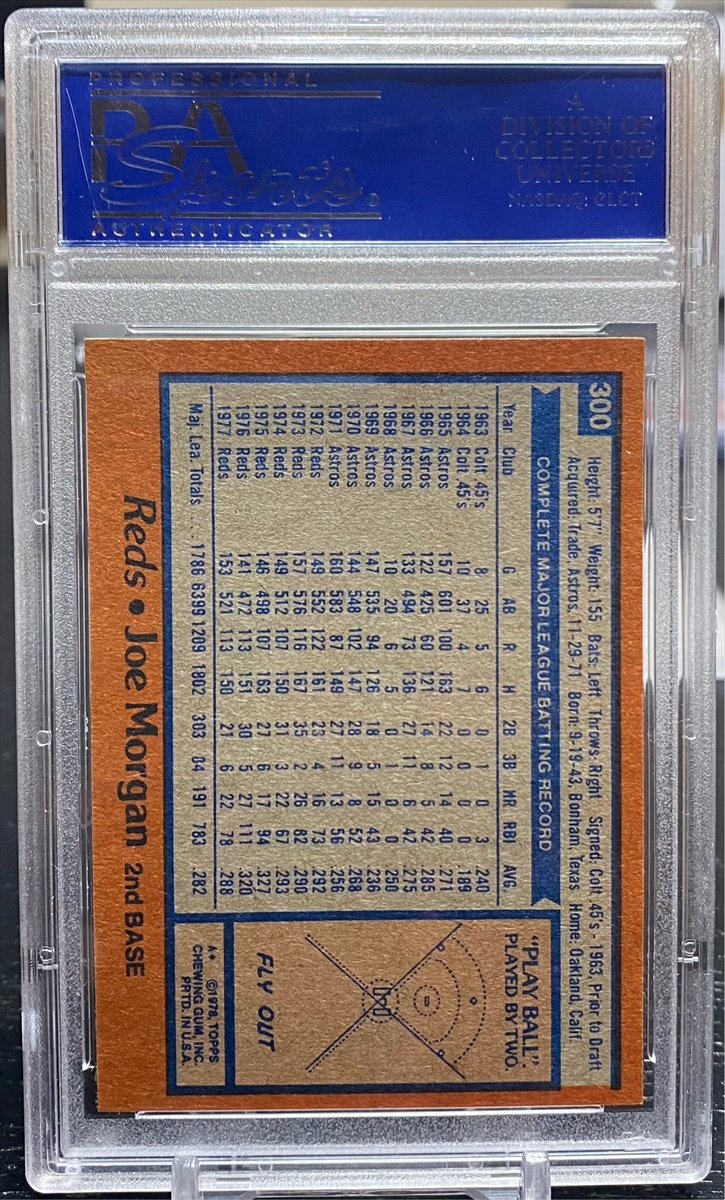 PROFESSIONAL
PSA
Sports®
AUTHENTICATOR
A
DIVISION OF
COLLECTORS
UNIVERSE
NASDAQ: CLCT
300
Height: 5'7" Weight: 155 Bats: Left Throws: Right Signed: Colt 45's - 1963, Prior to Draft
Acquired: Trade, Astros, 11-29-71 Born: 9-19-43, Bonham, Texas Home: Oakland, Calif.
COMPLETE MAJOR LEAGUE BATTING RECORD
Year Club G AB R H 2B 3B HR RBI AVG.
1963 Colt 45's 8 25 5 6 0 1 0 3 .240
1964 Colt 45's 10 37 4 7 0 0 0 0 .189
1965 Astros 157 601 100 163 22 12 14 40 .271
1966 Astros 122 425 60 121 14 8 5 42 .285
1967 Astros 133 494 73 136 27 11 6 42 .275
1968 Astros 10 20 6 5 0 1 0 0 .250
1969 Astros 147 535 94 126 18 5 15 43 .236
1970 Astros 144 548 102 147 28 9 8 52 .268
1971 Astros 160 583 87 149 27 11 13 56 .256
1972 Reds 149 552 122 161 23 4 16 73 .292
1973 Reds 157 576 116 167 35 2 26 82 .290
1974 Reds 149 512 107 150 31 3 22 67 .293
1975 Reds 146 498 107 163 27 6 17 94 .327
1976 Reds 141 472 113 151 30 5 27 111 .320
1977 Reds 153 521 113 150 21 6 22 78 .288
Maj. Lea. Totals . . . 1786 6399 1209 1802 303 84 191 783 .282
"PLAY BALL"
PLAYED BY TWO.
FLY OUT
A* ©1978, TOPPS
CHEWING GUM, INC.
PRTD. IN U.S.A.
Reds • Joe Morgan 2nd BASE